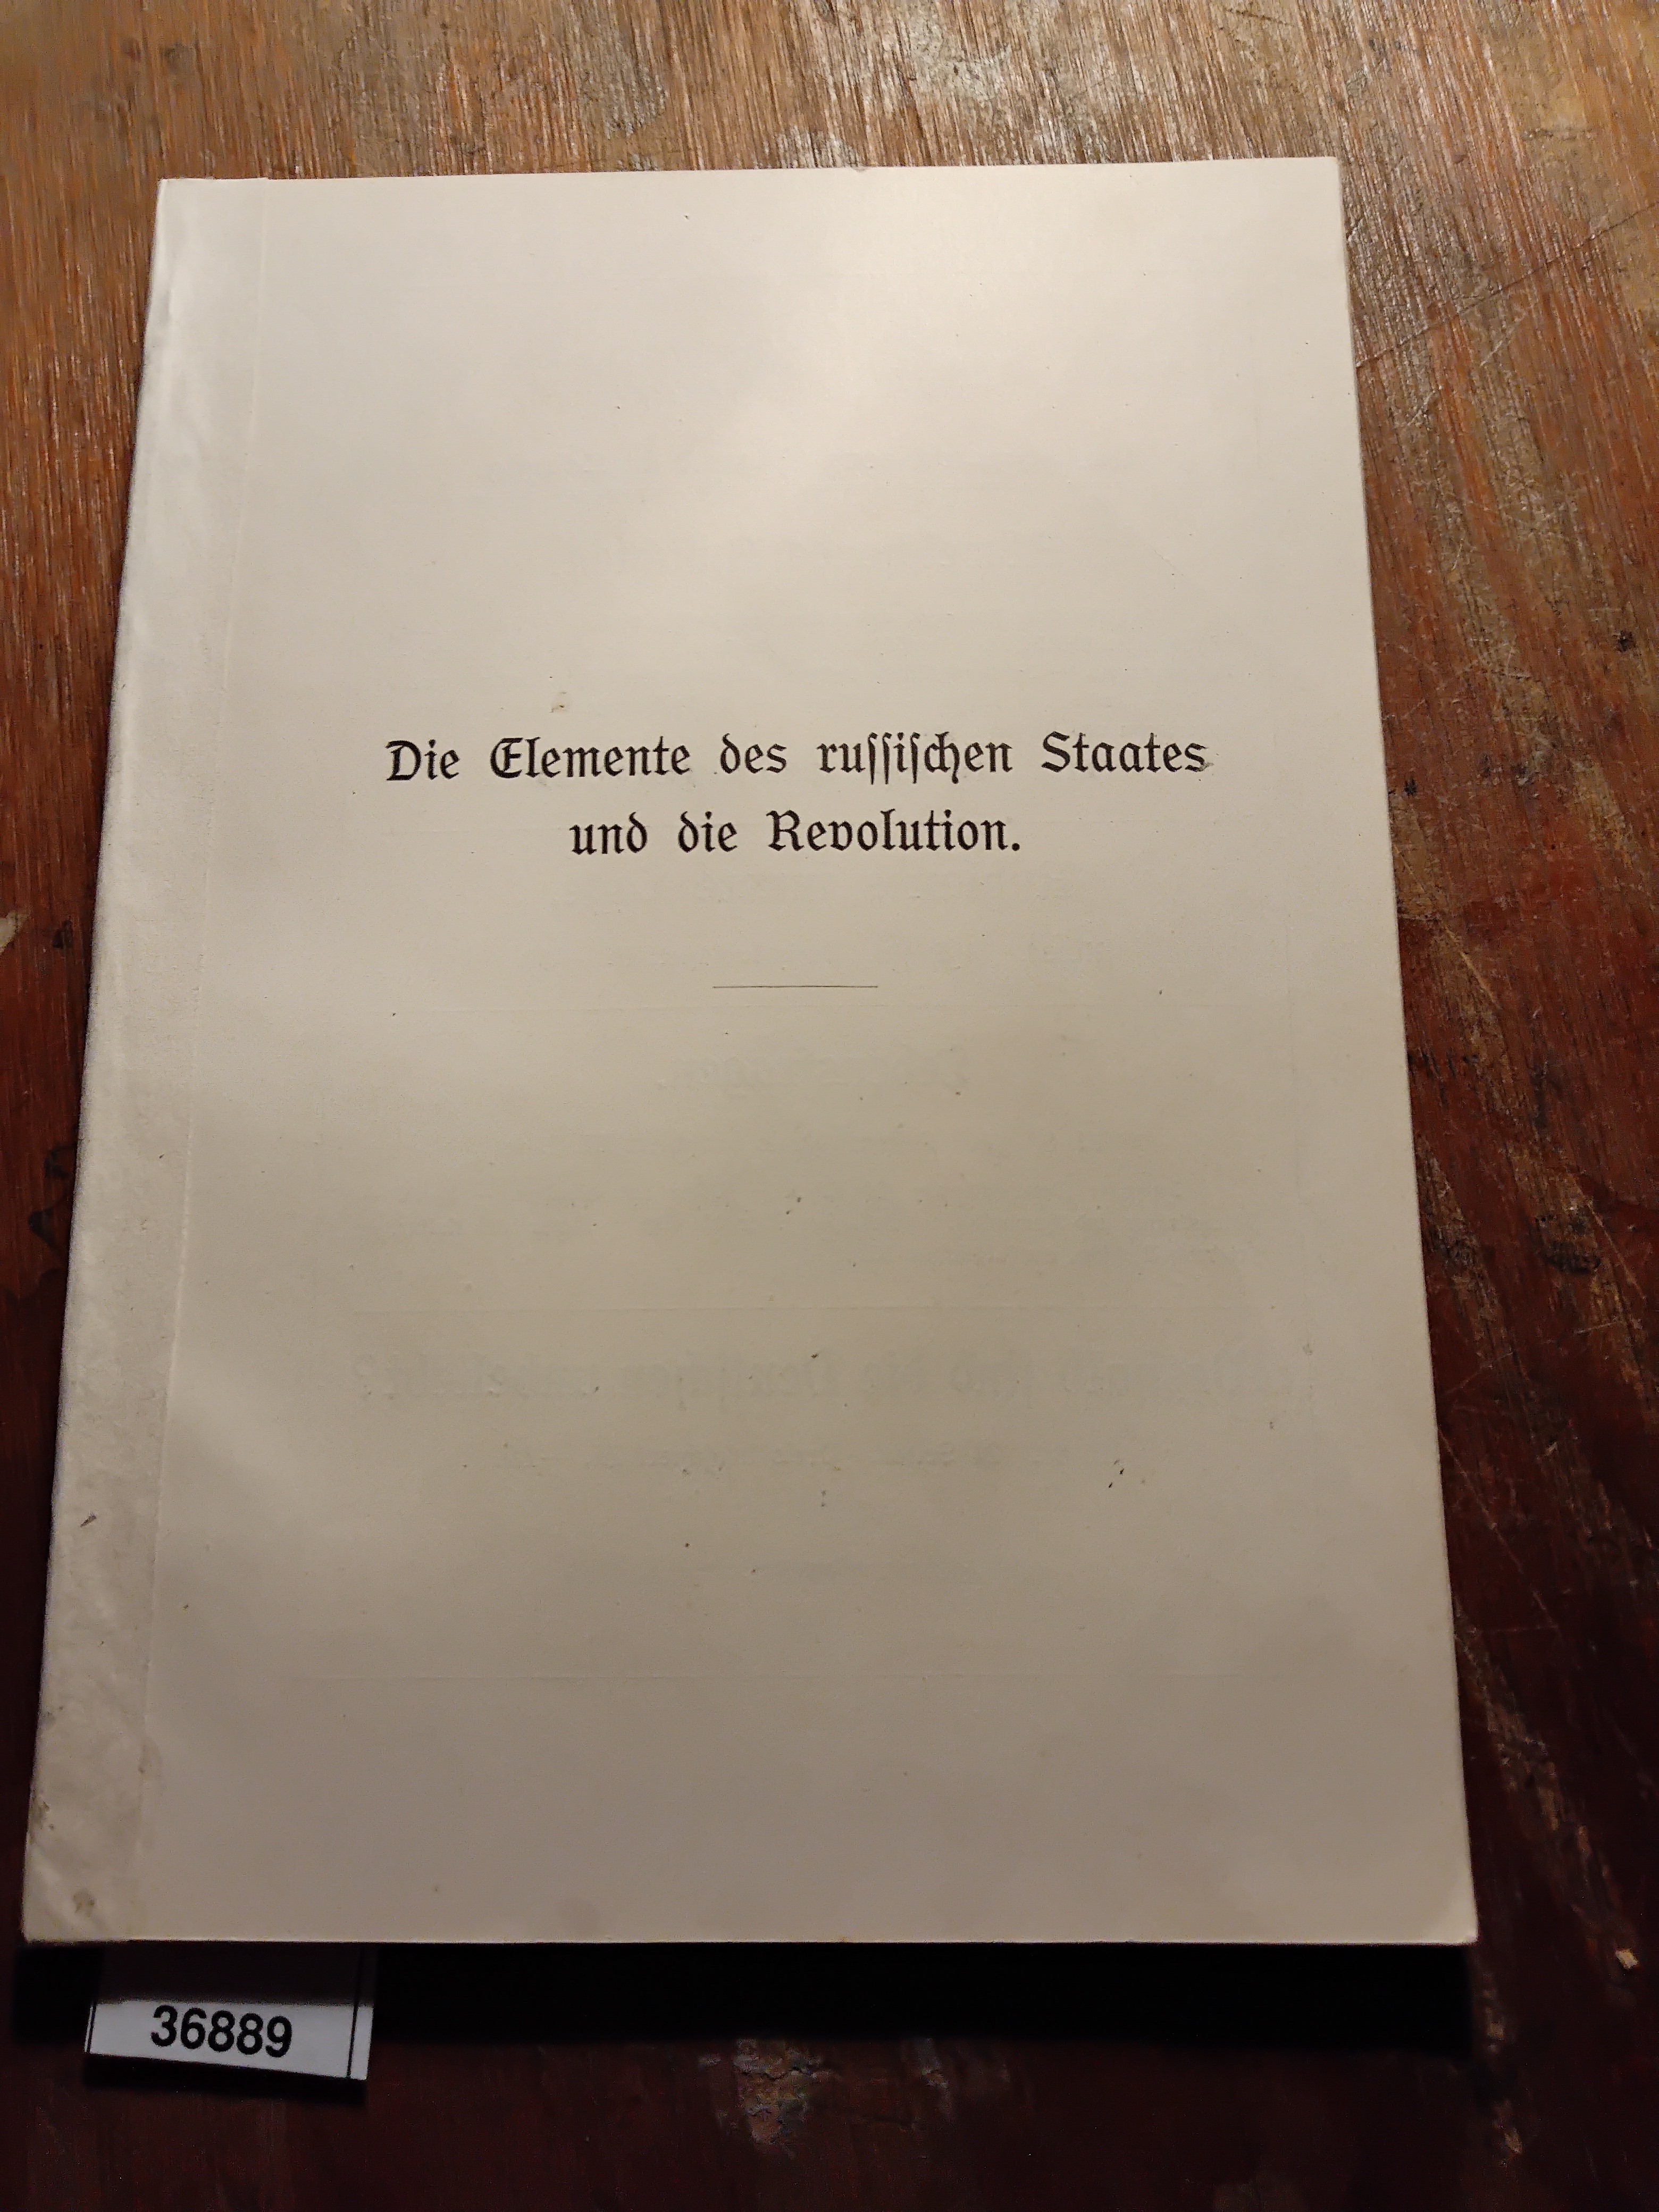 Die Elemente des ruſſiſchen Staates
und die Revolution.
36889